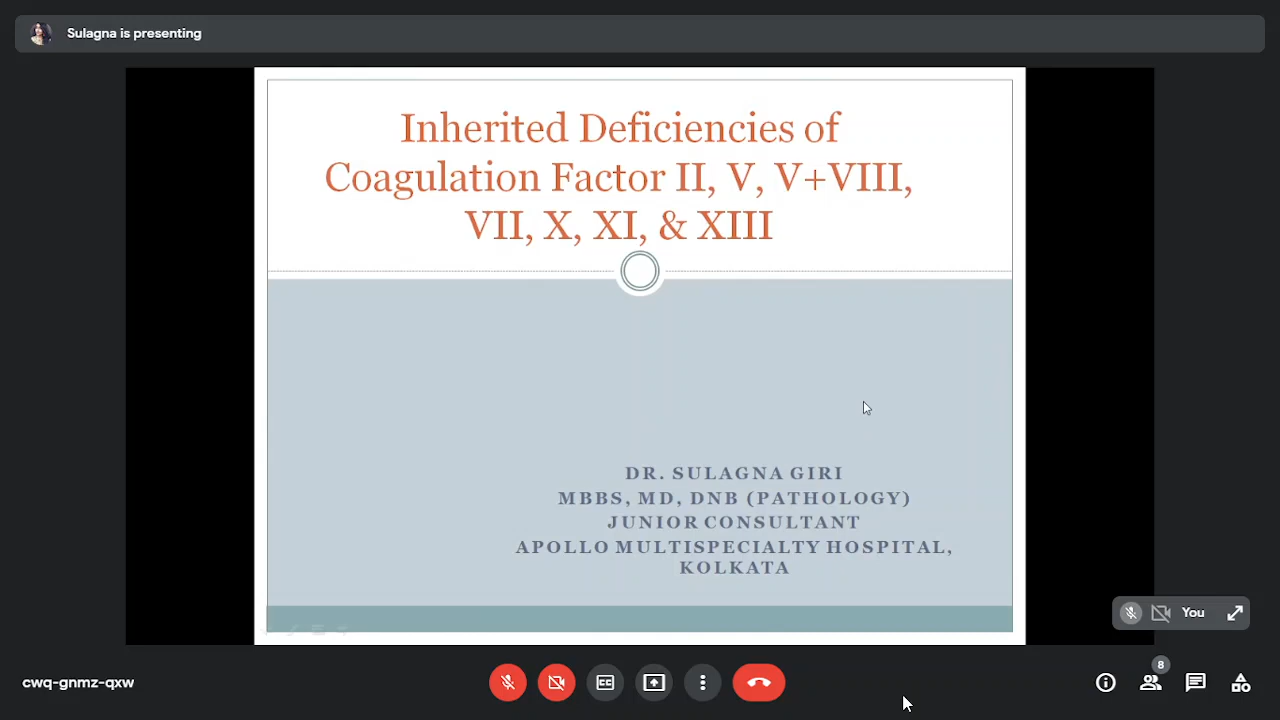 Sulagna is presenting
Inherited Deficiencies of
Coagulation Factor II, V, V+VIII,
VII, X, XI, & XIII
DR. SULAGNA GIRI
MBBS, MD, DNB (PATHOLOGY)
JUNIOR CONSULTANT
APOLLO MULTISPECIALTY HOSPITAL,
KOLKATA
You
8
cwq-gnmz-qxw
CC